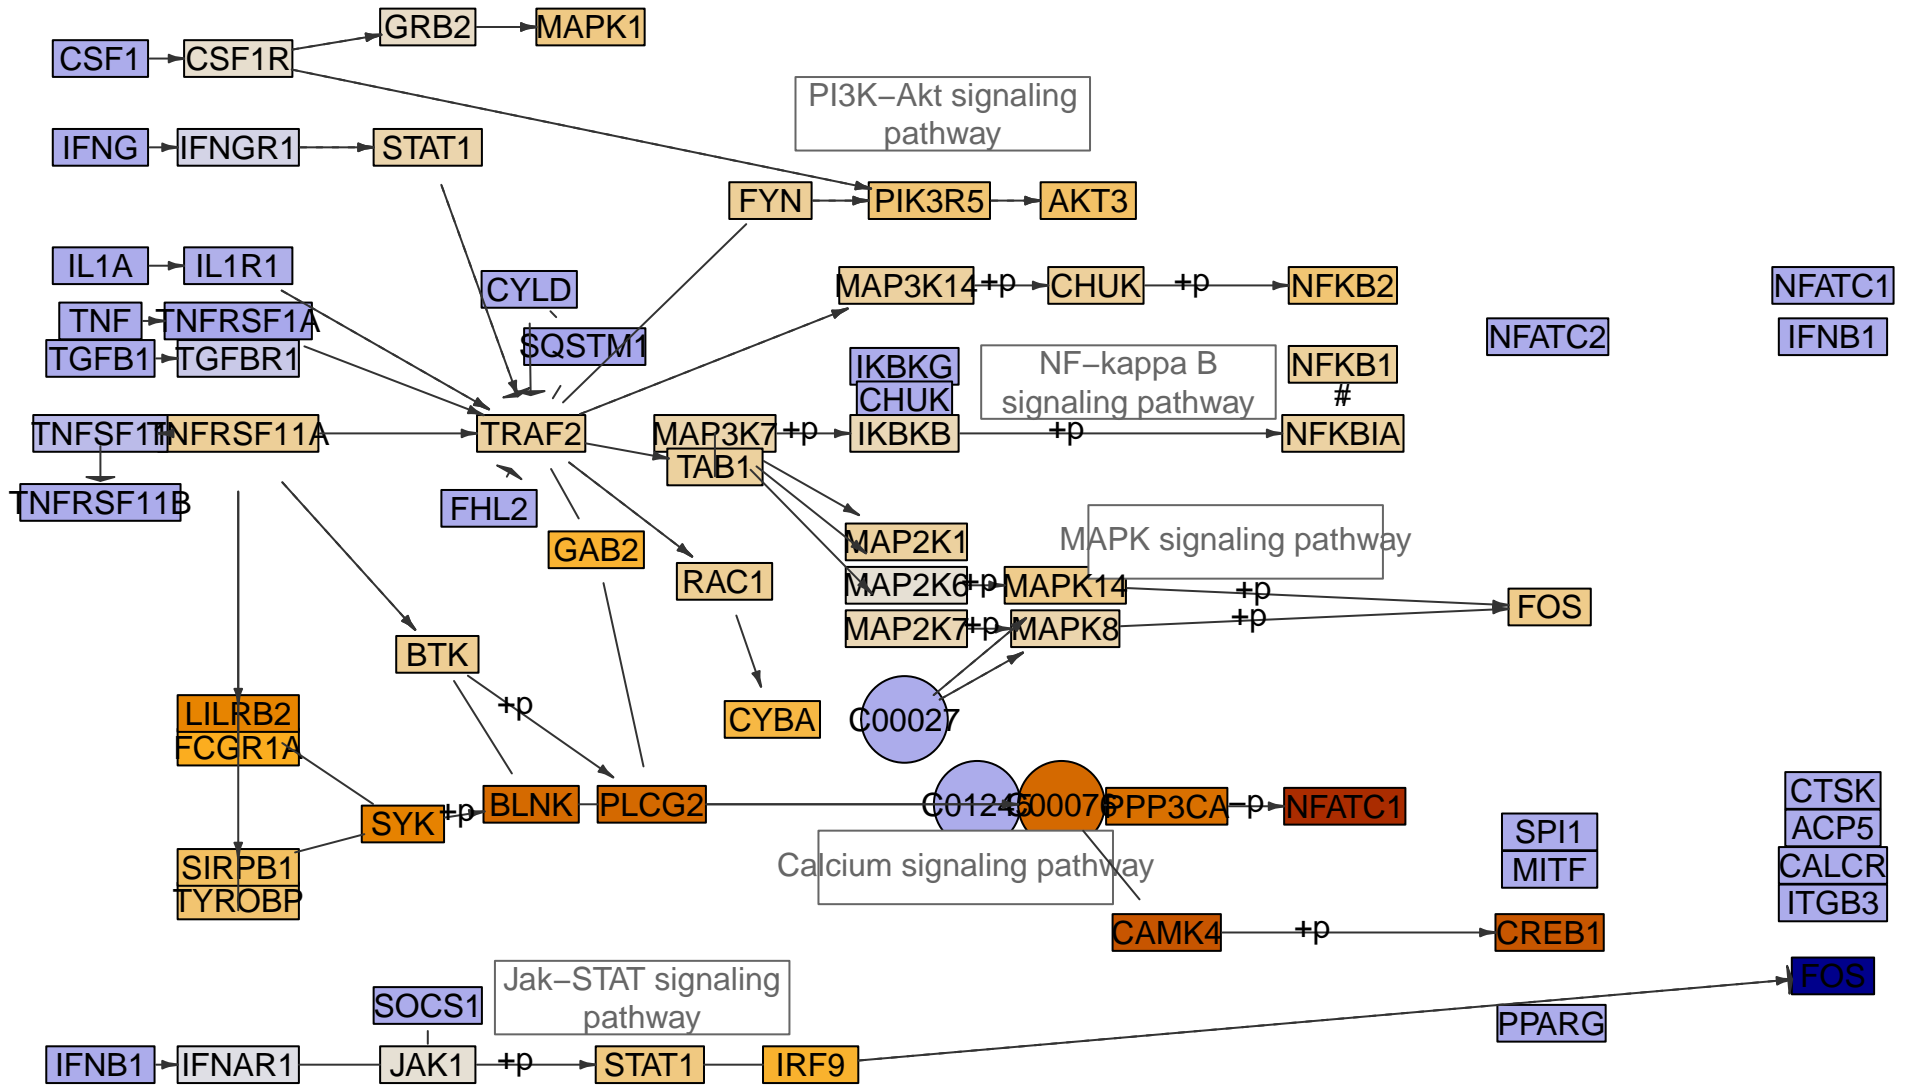 GRB2
MAPK1
CSF1
CSF1R
PI3K−Akt signaling
pathway
IFNG
IFNGR1
STAT1
FYN
PIK3R5
AKT3
IL1A
IL1R1
CYLD
MAP3K14
+p
CHUK
+p
NFKB2
NFATC1
TNF
TNFRSF1A
SQSTM1
NFATC2
IFNB1
TGFB1
TGFBR1
IKBKG
NF−kappa B
signaling pathway
NFKB1
CHUK
#
TNFRSF11A
TRAF2
MAP3K7
+p
IKBKB
+p
NFKBIA
TAB1
TNFRSF11B
FHL2
GAB2
MAP2K1
MAPK signaling pathway
RAC1
MAP2K6
+p
MAPK14
+p
FOS
MAP2K7
+p
MAPK8
+p
BTK
LILRB2
+p
CYBA
C00027
FCGR1A
SYK
+p
BLNK
PLCG2
C01245
C00076
PPP3CA
−p
NFATC1
CTSK
SPI1
ACP5
SIRPB1
Calcium signaling pathway
MITF
CALCR
TYROBP
ITGB3
CAMK4
+p
CREB1
Jak−STAT signaling
pathway
FOS
SOCS1
PPARG
IFNB1
IFNAR1
JAK1
+p
STAT1
IRF9